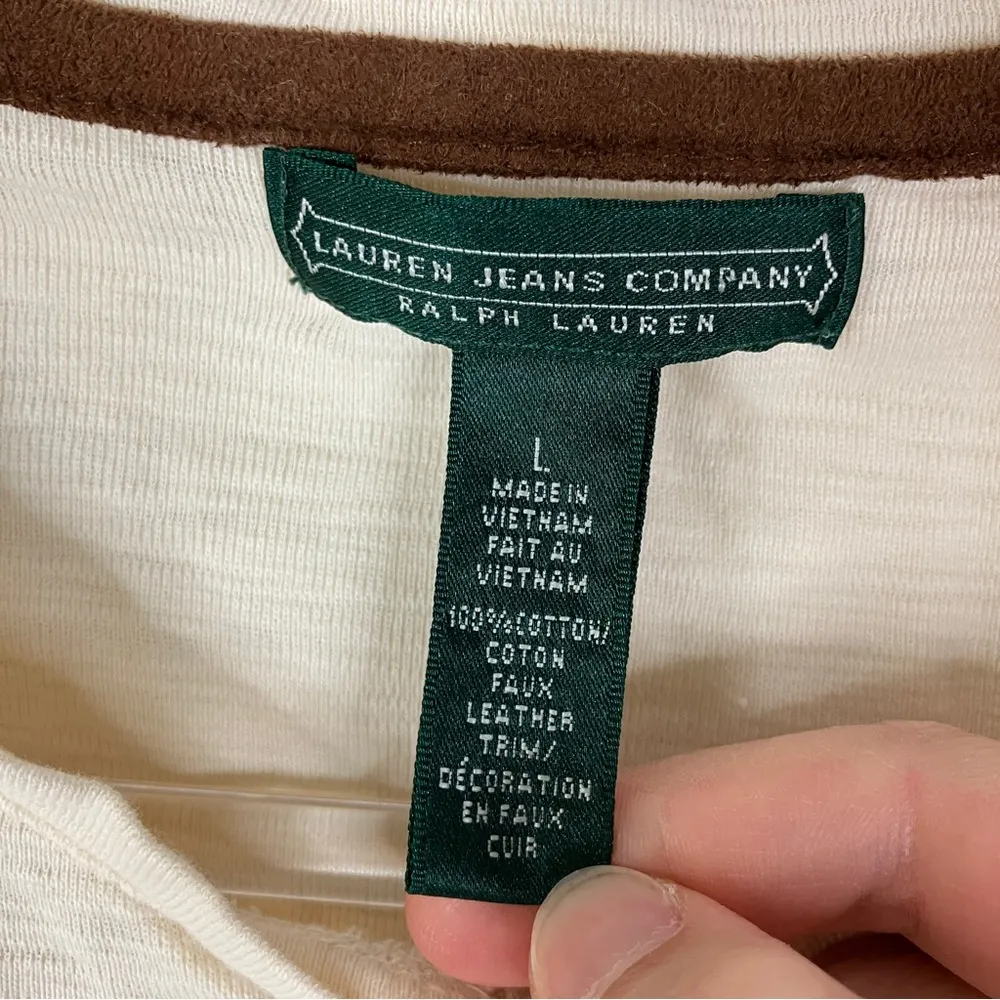 LAUREN JEANS COMPANY
RALPH LAUREN
L
MADE IN
VIETNAM
FAIT AU
VIETNAM
100% COTTON/
COTON
FAUX
LEATHER
TRIM/
DÉCORATION
EN FAUX
CUIR